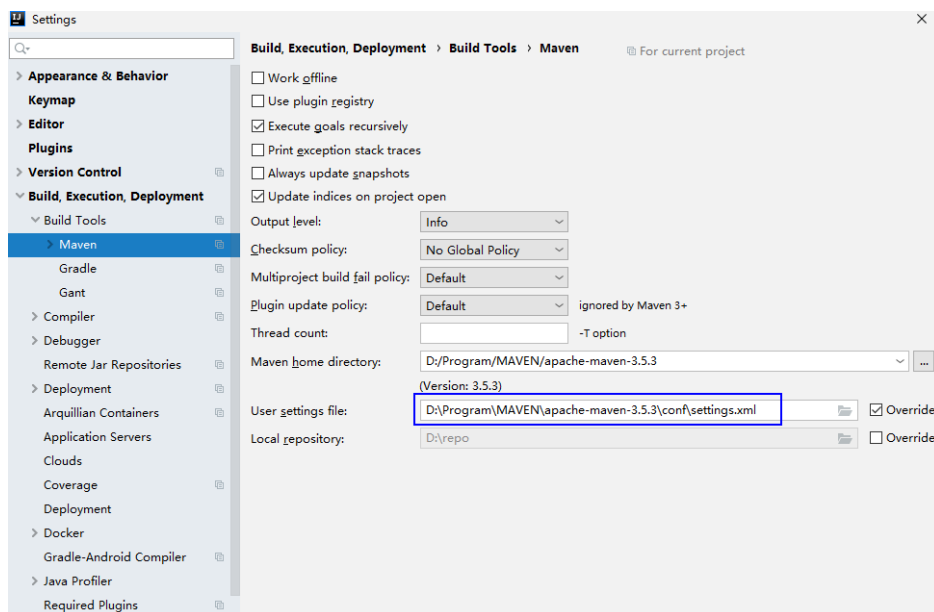 Settings
Build, Execution, Deployment › Build Tools › Maven
For current project
Appearance & Behavior
Keymap
Editor
Plugins
Version Control
Build, Execution, Deployment
Build Tools
Maven
Gradle
Gant
Compiler
Debugger
Remote Jar Repositories
Deployment
Arquillian Containers
Application Servers
Clouds
Coverage
Deployment
Docker
Gradle-Android Compiler
Java Profiler
Required Plugins
Work offline
Use plugin registry
Execute goals recursively
Print exception stack traces
Always update snapshots
Update indices on project open
Output level: Info
Checksum policy: No Global Policy
Multiproject build fail policy: Default
Plugin update policy: Default ignored by Maven 3+
Thread count: -T option
Maven home directory: D:/Program/MAVEN/apache-maven-3.5.3 ...
(Version: 3.5.3)
User settings file: D:\Program\MAVEN\apache-maven-3.5.3\conf\settings.xml Override
Local repository: D:\repo Override